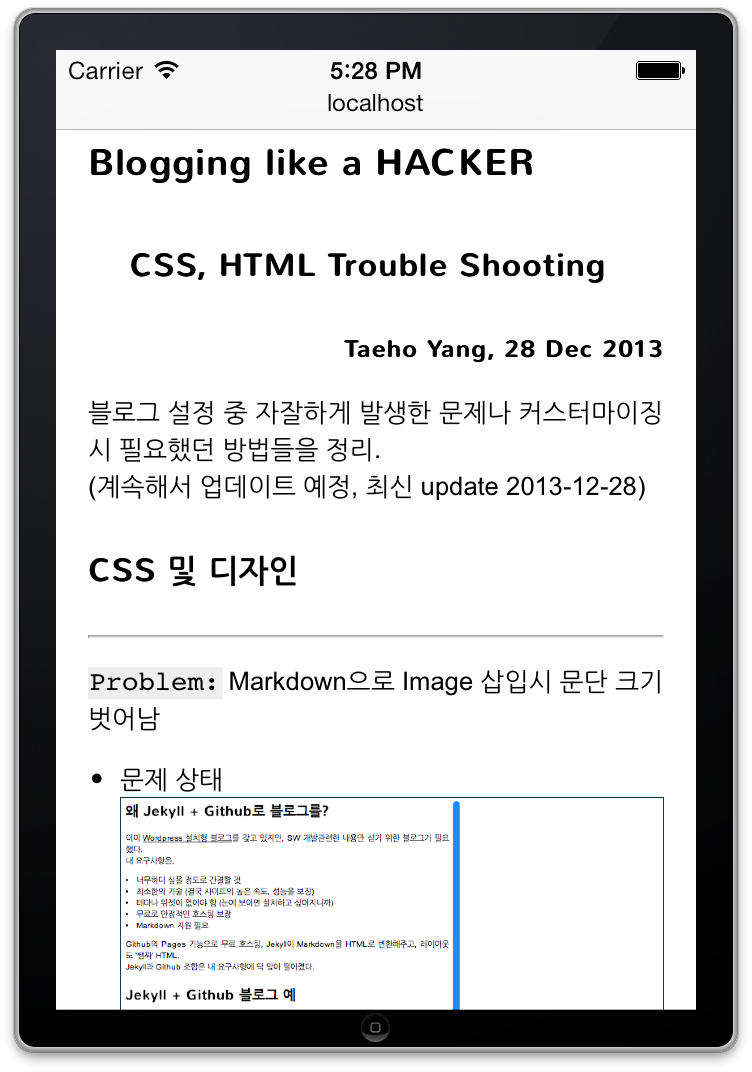 Carrier 5:28 PM
localhost
Blogging like a HACKER
CSS, HTML Trouble Shooting
Taeho Yang, 28 Dec 2013
블로그 설정 중 자잘하게 발생한 문제나 커스터마이징
시 필요했던 방법들을 정리.
(계속해서 업데이트 예정, 최신 update 2013-12-28)
CSS 및 디자인
Problem: Markdown으로 Image 삽입시 문단 크기
벗어남
• 문제 상태
왜 Jekyll + Github로 블로그를?
이미 Wordpress 설치형 블로그를 갖고 있지만, SW 개발관련한 내용만 싣기 위한 블로그가 필요
했다.
내 요구사항은.
• 너무하다 싶을 정도로 간결할 것
• 최소한의 기술 (결국 사이트의 높은 속도, 성능을 보장)
• 테마나 위젯이 없어야 함 (눈에 보이면 설치하고 싶어지니까)
• 무료로 안정적인 호스팅 보장
• Markdown 지원 필요
Github의 Pages 기능으로 무료 호스팅, Jekyll이 Markdown을 HTML로 변환해주고, 레이아웃
도 '쌩짜' HTML.
Jekyll과 Github 조합은 내 요구사항에 딱 맞아 떨어졌다.
Jekyll + Github 블로그 예